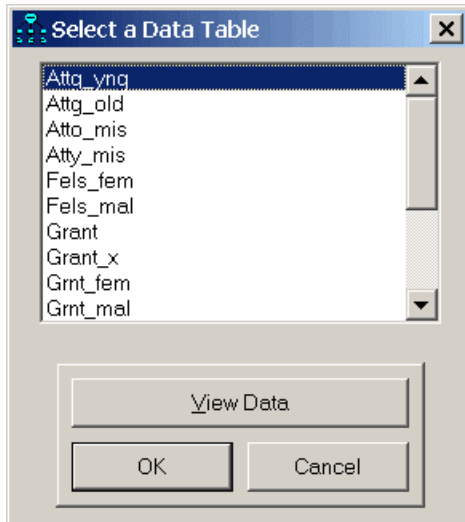 Select a Data Table
Attg_yng
Attg_old
Atto_mis
Atty_mis
Fels_fem
Fels_mal
Grant
Grant_x
Grnt_fem
Grnt_mal
View Data
OK Cancel